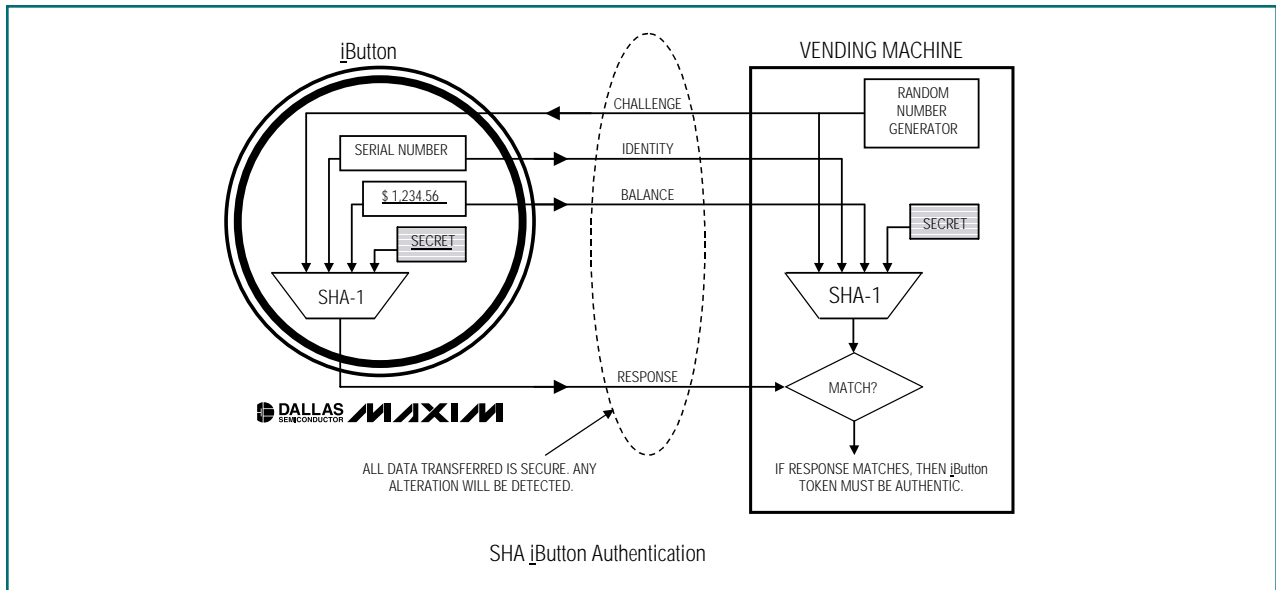 iButton
VENDING MACHINE
CHALLENGE
RANDOM
NUMBER
GENERATOR
SERIAL NUMBER
IDENTITY
$ 1,234.56
BALANCE
SECRET
SECRET
SHA-1
SHA-1
RESPONSE
MATCH?
DALLAS
SEMICONDUCTOR
MAXIM
ALL DATA TRANSFERRED IS SECURE. ANY
ALTERATION WILL BE DETECTED.
IF RESPONSE MATCHES, THEN iButton
TOKEN MUST BE AUTHENTIC.
SHA iButton Authentication